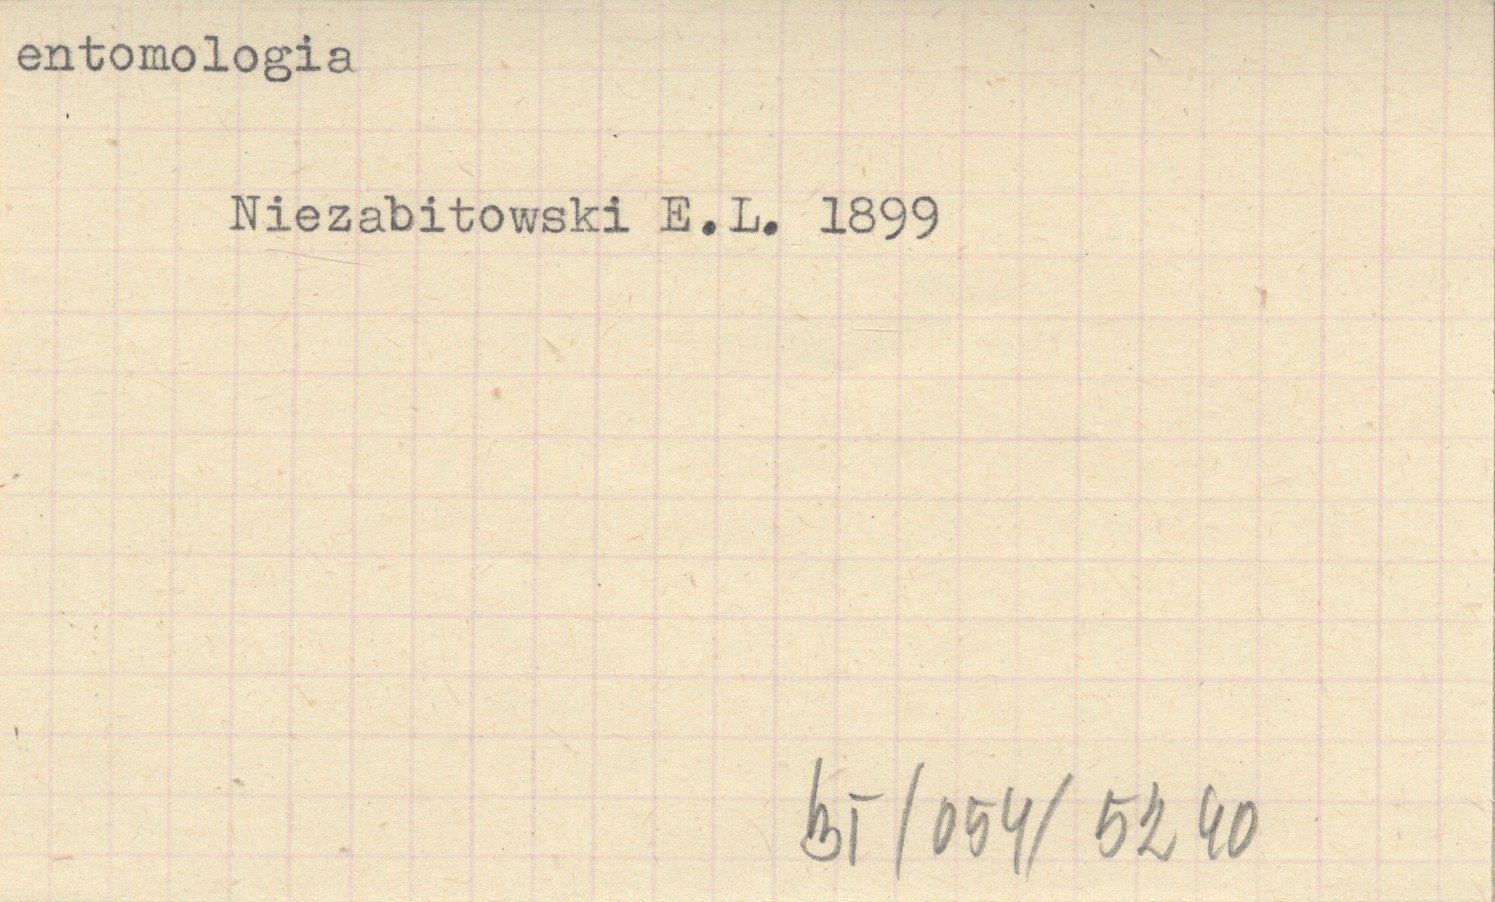 entomologia
Niezabitowski E.L. 1899
BI/054/5240